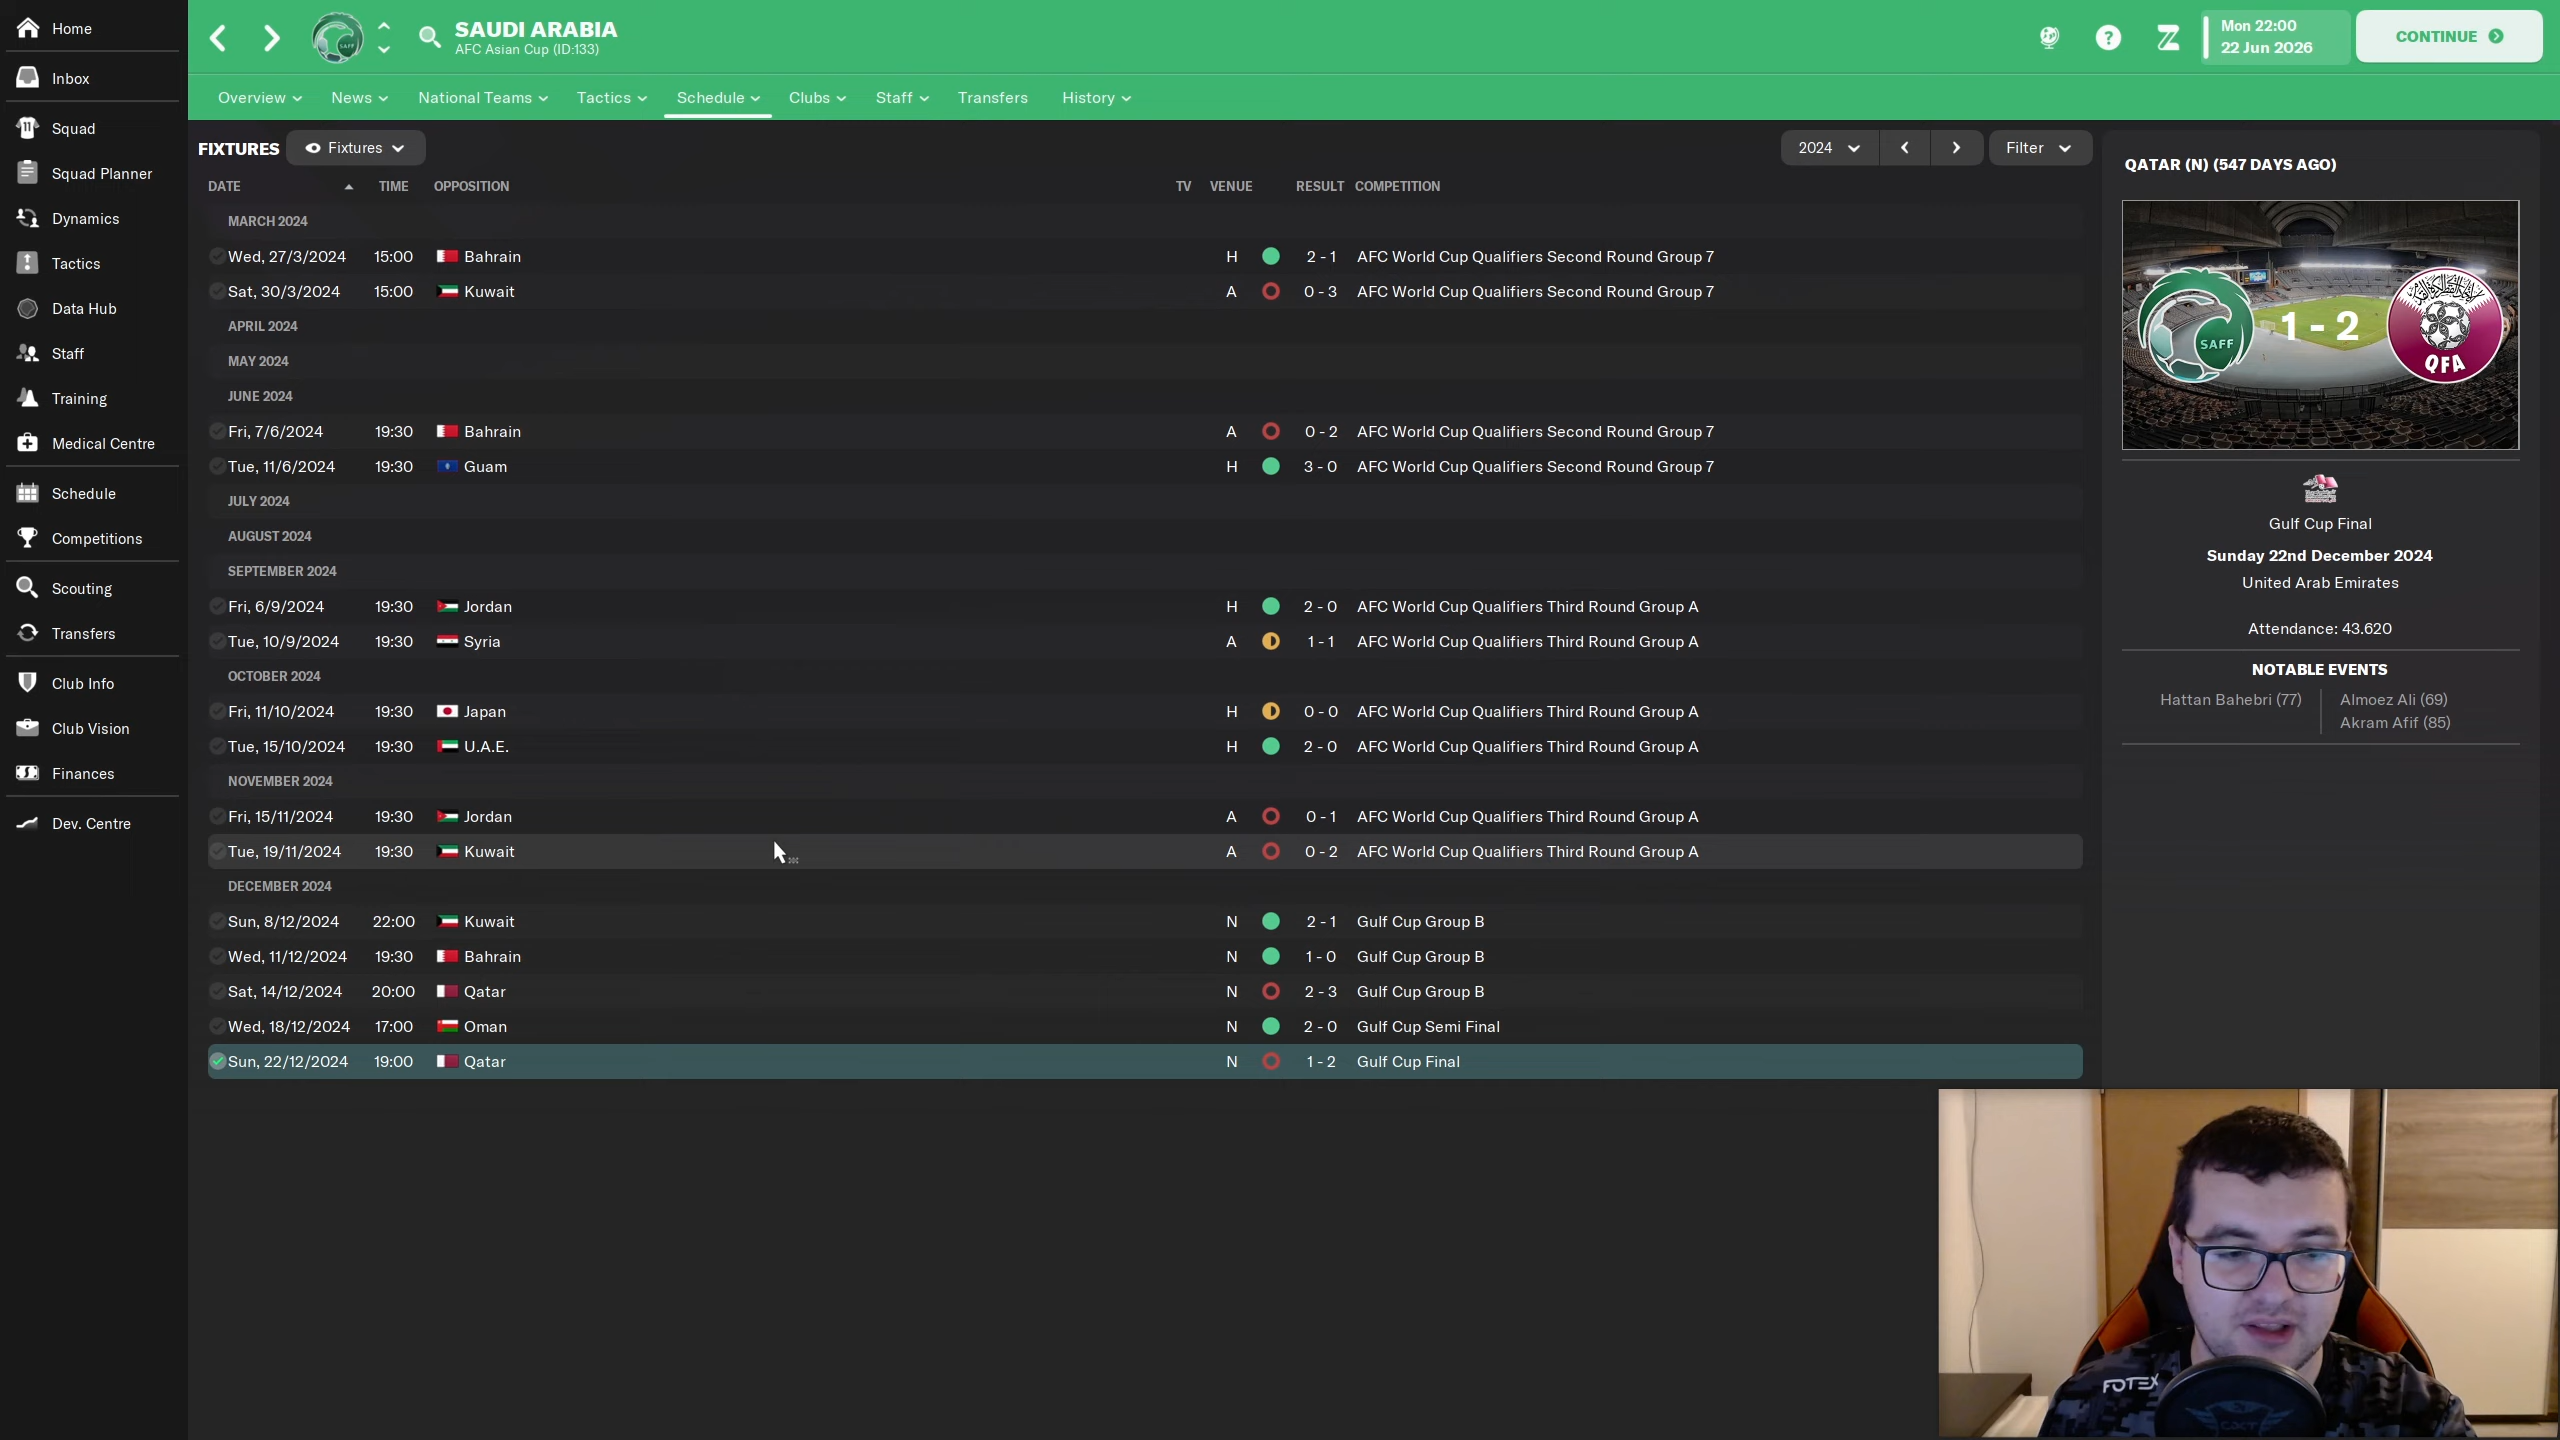 Home
Inbox
Squad
Squad Planner
Dynamics
Tactics
Data Hub
Staff
Training
Medical Centre
Schedule
Competitions
Scouting
Transfers
Club Info
Club Vision
Finances
Dev. Centre
SAUDI ARABIA
AFC Asian Cup (ID:133)
Mon 22:00
22 Jun 2026
CONTINUE
Overview News National Teams Tactics Schedule Clubs Staff Transfers History
FIXTURES Fixtures 2024 Filter
DATE TIME OPPOSITION TV VENUE RESULT COMPETITION
MARCH 2024
Wed, 27/3/2024 15:00 Bahrain H 2 - 1 AFC World Cup Qualifiers Second Round Group 7
Sat, 30/3/2024 15:00 Kuwait A 0 - 3 AFC World Cup Qualifiers Second Round Group 7
APRIL 2024
MAY 2024
JUNE 2024
Fri, 7/6/2024 19:30 Bahrain A 0 - 2 AFC World Cup Qualifiers Second Round Group 7
Tue, 11/6/2024 19:30 Guam H 3 - 0 AFC World Cup Qualifiers Second Round Group 7
JULY 2024
AUGUST 2024
SEPTEMBER 2024
Fri, 6/9/2024 19:30 Jordan H 2 - 0 AFC World Cup Qualifiers Third Round Group A
Tue, 10/9/2024 19:30 Syria A 1 - 1 AFC World Cup Qualifiers Third Round Group A
OCTOBER 2024
Fri, 11/10/2024 19:30 Japan H 0 - 0 AFC World Cup Qualifiers Third Round Group A
Tue, 15/10/2024 19:30 U.A.E. H 2 - 0 AFC World Cup Qualifiers Third Round Group A
NOVEMBER 2024
Fri, 15/11/2024 19:30 Jordan A 0 - 1 AFC World Cup Qualifiers Third Round Group A
Tue, 19/11/2024 19:30 Kuwait A 0 - 2 AFC World Cup Qualifiers Third Round Group A
DECEMBER 2024
Sun, 8/12/2024 22:00 Kuwait N 2 - 1 Gulf Cup Group B
Wed, 11/12/2024 19:30 Bahrain N 1 - 0 Gulf Cup Group B
Sat, 14/12/2024 20:00 Qatar N 2 - 3 Gulf Cup Group B
Wed, 18/12/2024 17:00 Oman N 2 - 0 Gulf Cup Semi Final
Sun, 22/12/2024 19:00 Qatar N 1 - 2 Gulf Cup Final
QATAR (N) (547 DAYS AGO)
SAFF 1 - 2 QFA
Gulf Cup Final
Sunday 22nd December 2024
United Arab Emirates
Attendance: 43.620
NOTABLE EVENTS
Hattan Bahebri (77) Almoez Ali (69)
Akram Afif (85)
FOTEX